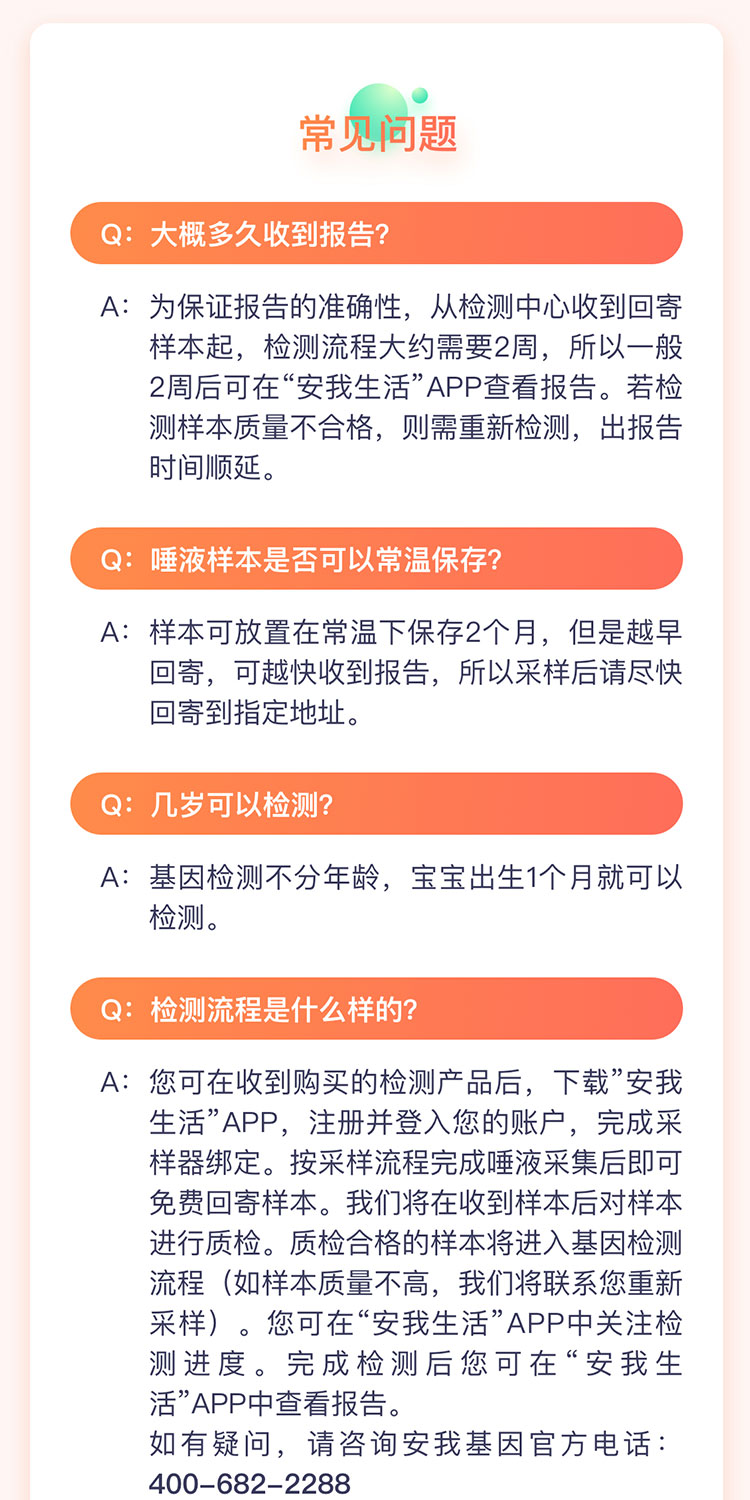 常见问题
Q：大概多久收到报告？
A：为保证报告的准确性，从检测中心收到回寄
样本起，检测流程大约需要2周，所以一般
2周后可在“安我生活”APP查看报告。若检
测样本质量不合格，则需重新检测，出报告
时间顺延。
Q：唾液样本是否可以常温保存？
A：样本可放置在常温下保存2个月，但是越早
回寄，可越快收到报告，所以采样后请尽快
回寄到指定地址。
Q：几岁可以检测？
A：基因检测不分年龄，宝宝出生1个月就可以
检测。
Q：检测流程是什么样的？
A：您可在收到购买的检测产品后，下载”安我
生活”APP，注册并登入您的账户，完成采
样器绑定。按采样流程完成唾液采集后即可
免费回寄样本。我们将在收到样本后对样本
进行质检。质检合格的样本将进入基因检测
流程（如样本质量不高，我们将联系您重新
采样）。您可在“安我生活”APP中关注检
测进度。完成检测后您可在“安我生
活”APP中查看报告。
如有疑问，请咨询安我基因官方电话：
400-682-2288